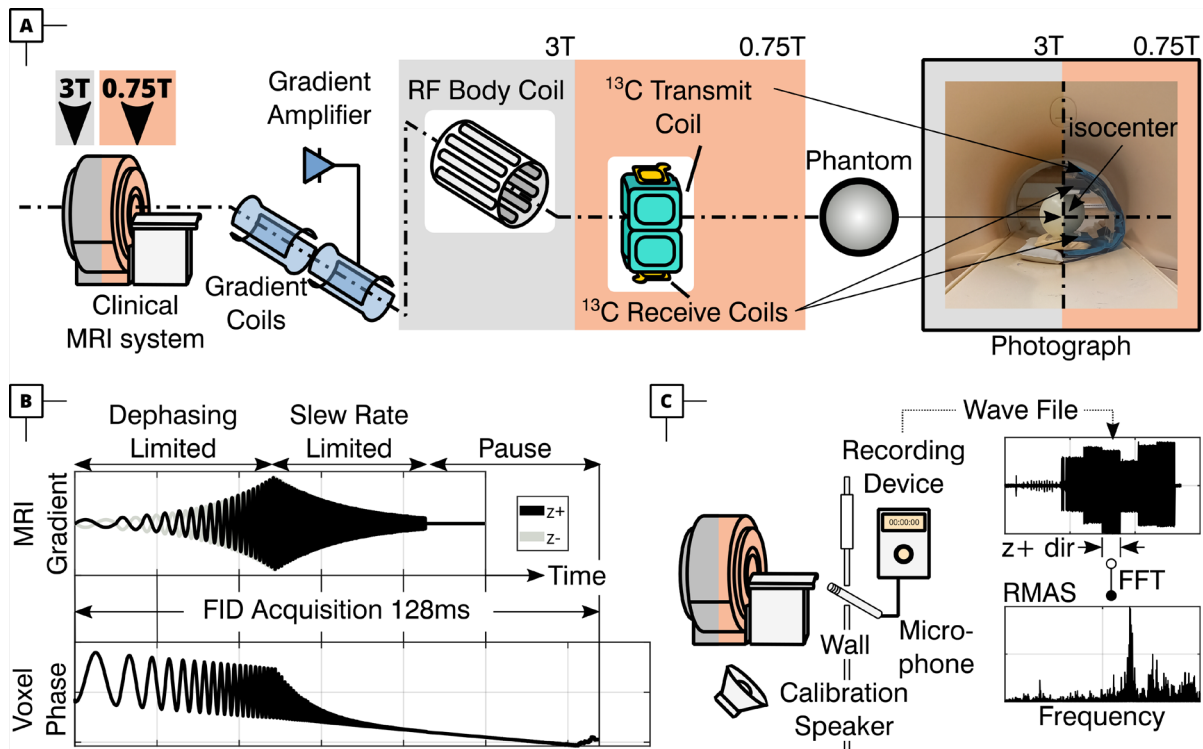 A
3T
0.75T
Gradient
Amplifier
3T
0.75T
RF Body Coil
¹³C Transmit
Coil
Phantom
3T
0.75T
isocenter
Clinical
MRI system
Gradient
Coils
¹³C Receive Coils
Photograph
B
Dephasing
Limited
Slew Rate
Limited
Pause
MRI
Gradient
z+
z-
Time
FID Acquisition 128ms
Voxel
Phase
C
Wave File
Recording
Device
00:00:00
z+ dir
FFT
RMAS
Wall
Micro-
phone
Calibration
Speaker
Frequency